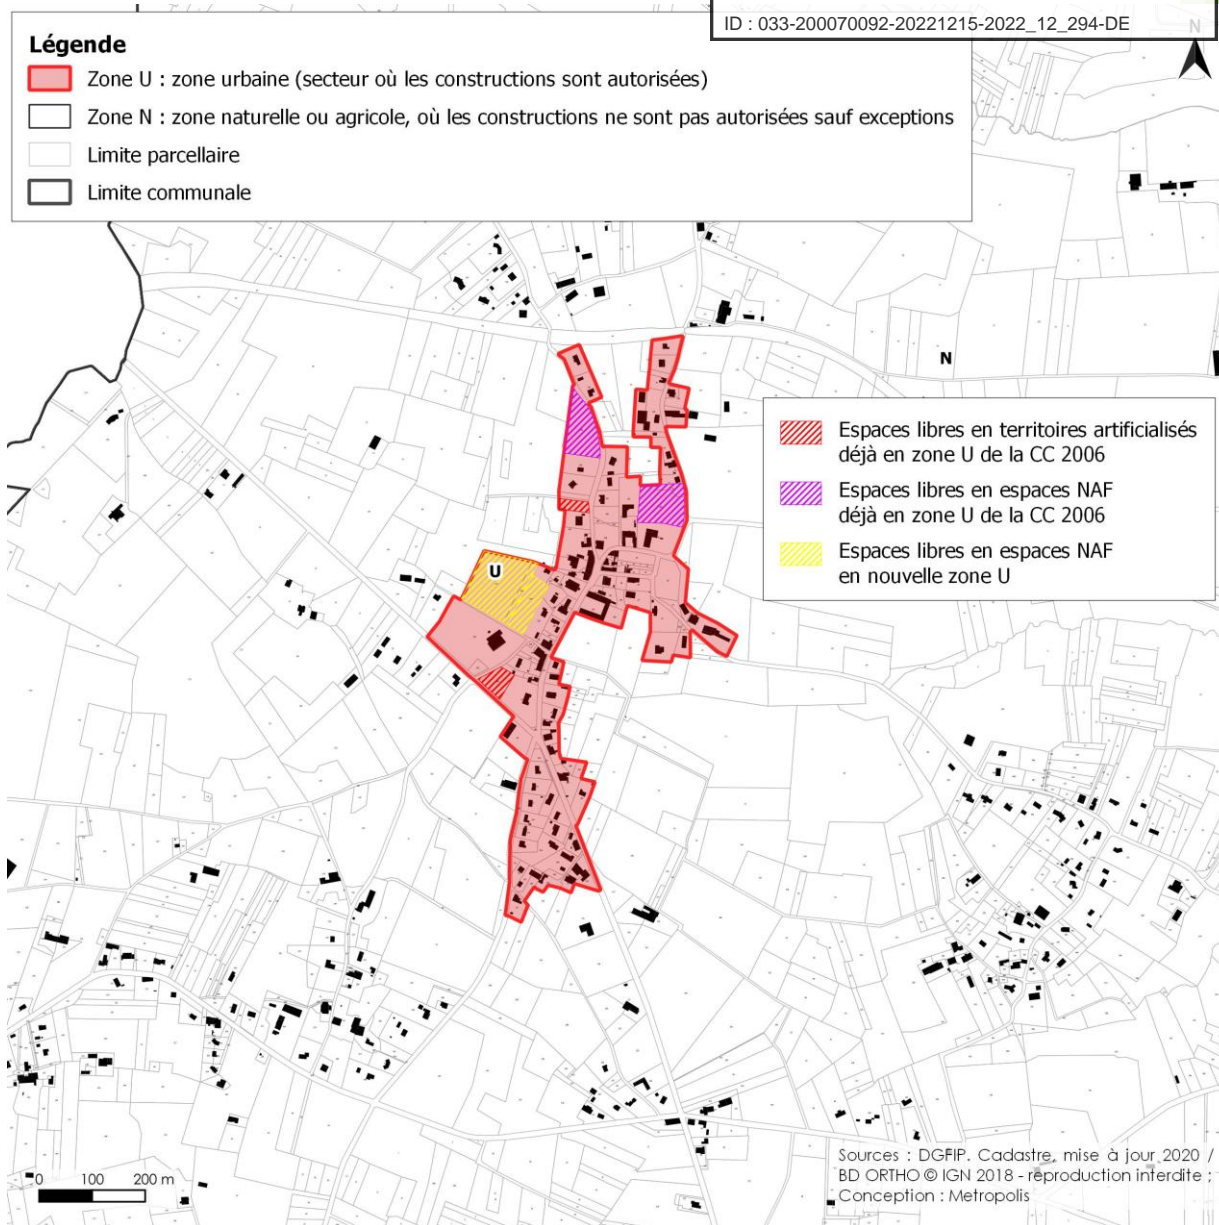 ID : 033-200070092-20221215-2022_12_294-DE
N
Légende
Zone U : zone urbaine (secteur où les constructions sont autorisées)
Zone N : zone naturelle ou agricole, où les constructions ne sont pas autorisées sauf exceptions
Limite parcellaire
Limite communale
N
Espaces libres en territoires artificialisés
déjà en zone U de la CC 2006
Espaces libres en espaces NAF
déjà en zone U de la CC 2006
Espaces libres en espaces NAF
en nouvelle zone U
U
Sources : DGFIP. Cadastre, mise à jour 2020 /
BD ORTHO © IGN 2018 - reproduction interdite ;
Conception : Metropolis
0 100 200 m